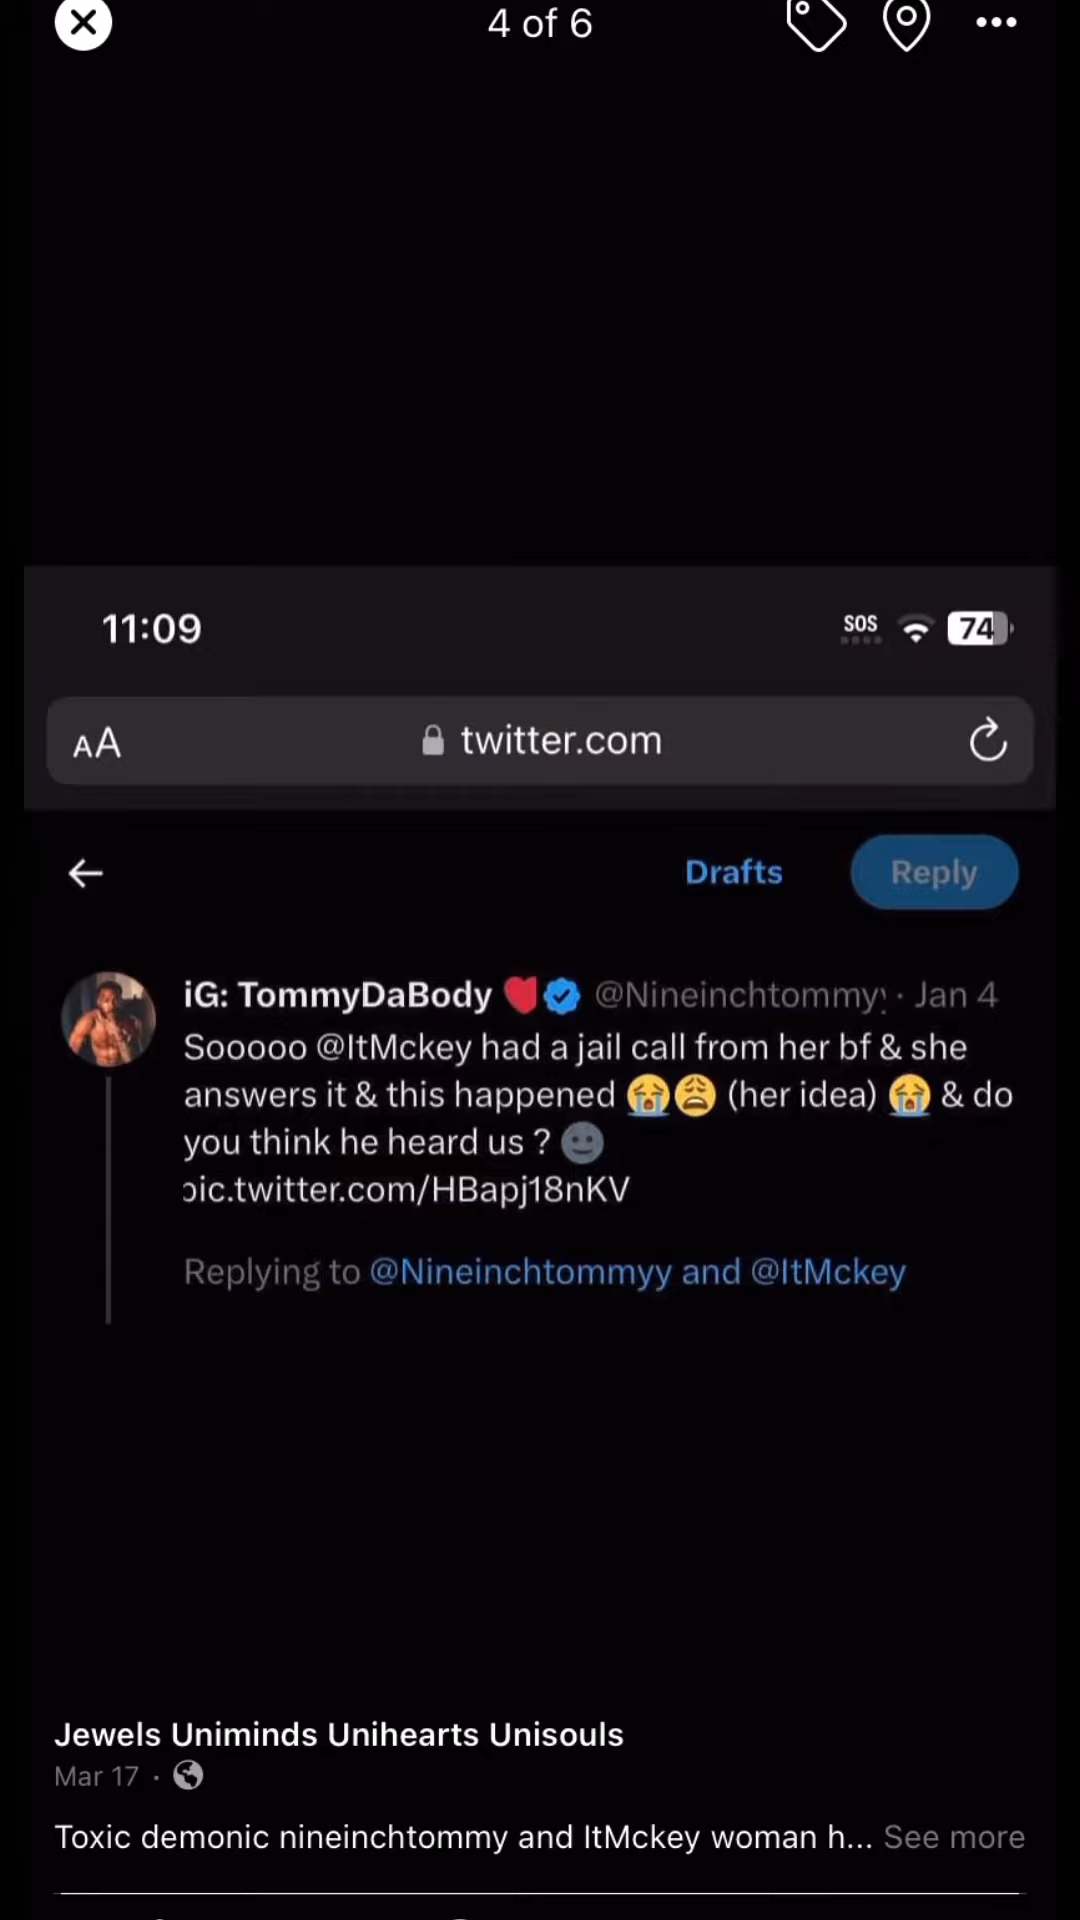 4 of 6
11:09
SOS
74
AA
twitter.com
Drafts
Reply
iG: TommyDaBody ❤️ @Nineinchtommyy · Jan 4
Sooooo @ItMckey had a jail call from her bf & she
answers it & this happened 😭😩 (her idea) 😭 & do
you think he heard us ? 🌚
pic.twitter.com/HBapj18nKV
Replying to @Nineinchtommyy and @ItMckey
Jewels Uniminds Unihearts Unisouls
Mar 17 ·
Toxic demonic nineinchtommy and ItMckey woman h... See more